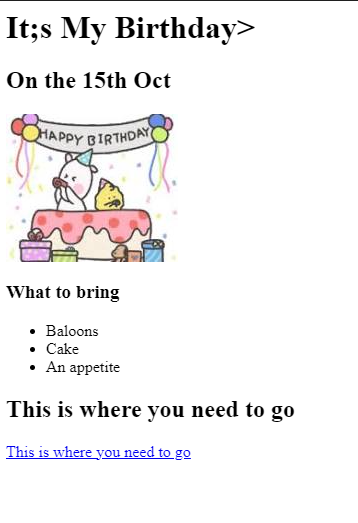 It;s My Birthday>
On the 15th Oct
HAPPY BIRTHDAY
What to bring
Baloons
Cake
An appetite
This is where you need to go
This is where you need to go